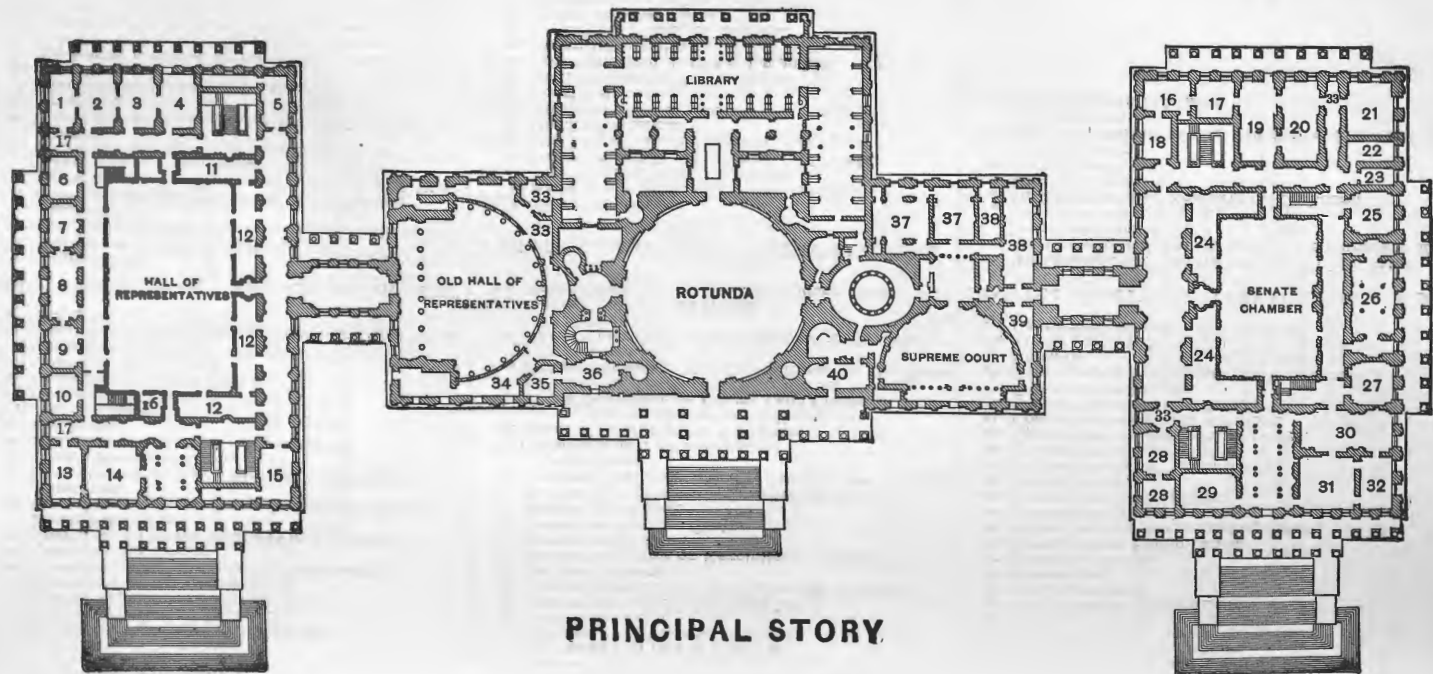 1 2 3 4 5
17
11
6
7
12
8
HALL OF
REPRESENTATIVES
9
12
10
16
12
17
13 14 15
33
33
OLD HALL OF
REPRESENTATIVES
34 35 36
LIBRARY
ROTUNDA
37 37 38
38
39
SUPREME COURT
40
16 17 19 20 33 21
18
22
23
25
24
SENATE
CHAMBER
26
24
27
33
30
28
28 29 31 32
PRINCIPAL STORY.